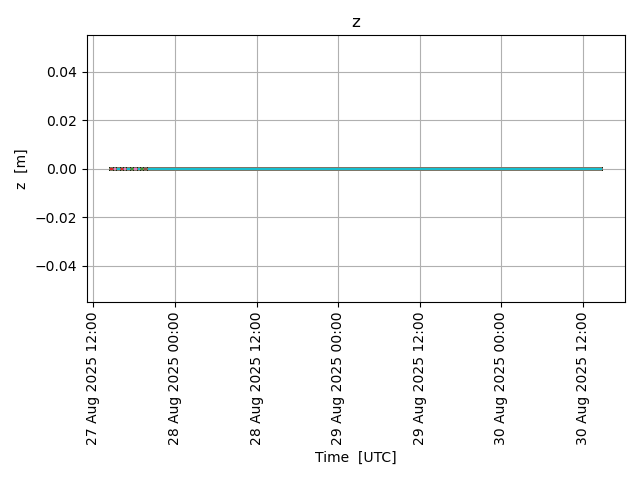 z
0.04
0.02
0.00
−0.02
−0.04
z  [m]
27 Aug 2025 12:00
28 Aug 2025 00:00
28 Aug 2025 12:00
29 Aug 2025 00:00
29 Aug 2025 12:00
30 Aug 2025 00:00
30 Aug 2025 12:00
Time  [UTC]